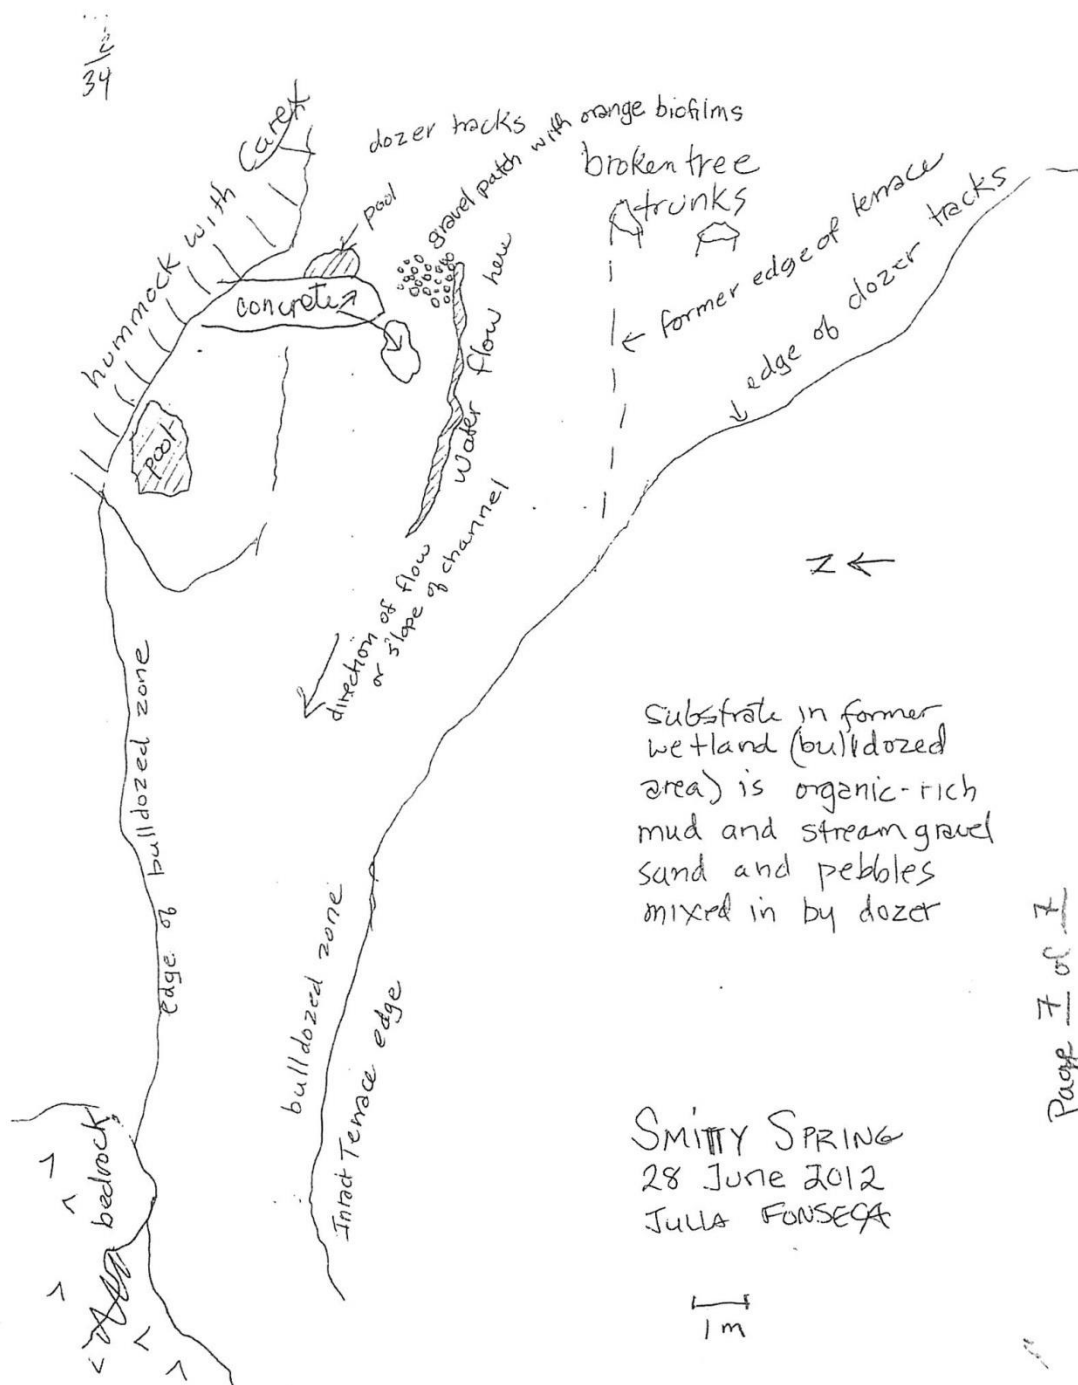 2
34
hummock with Carex
dozer tracks
pool
gravel patch with orange biofilms
broken tree
trunks
former edge of terrace
edge of dozer tracks
concrete
Water flow here
pool
direction of flow
or slope of channel
N
edge of bulldozed zone
substrate in former
wetland (bulldozed
area) is organic-rich
mud and stream gravel
sand and pebbles
mixed in by dozer
bulldozed zone
Intact Terrace edge
bedrock
Page 7 of 7
SMITTY SPRING
28 June 2012
JULIA FONSECA
1m